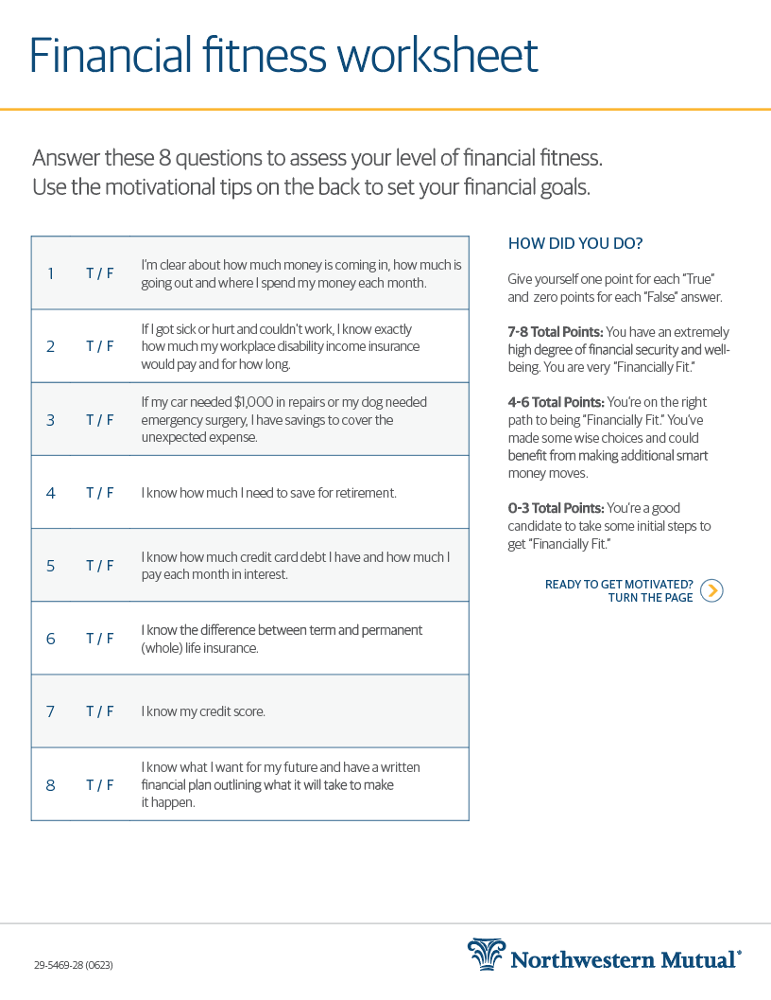 Financial fitness worksheet
Answer these 8 questions to assess your level of financial fitness.
Use the motivational tips on the back to set your financial goals.
1 T / F I'm clear about how much money is coming in, how much is
going out and where I spend my money each month.
2 T / F If I got sick or hurt and couldn't work, I know exactly
how much my workplace disability income insurance
would pay and for how long.
3 T / F If my car needed $1,000 in repairs or my dog needed
emergency surgery, I have savings to cover the
unexpected expense.
4 T / F I know how much I need to save for retirement.
5 T / F I know how much credit card debt I have and how much I
pay each month in interest.
6 T / F I know the difference between term and permanent
(whole) life insurance.
7 T / F I know my credit score.
8 T / F I know what I want for my future and have a written
financial plan outlining what it will take to make
it happen.
HOW DID YOU DO?
Give yourself one point for each "True"
and zero points for each "False" answer.
7-8 Total Points: You have an extremely
high degree of financial security and well-
being. You are very "Financially Fit."
4-6 Total Points: You're on the right
path to being "Financially Fit." You've
made some wise choices and could
benefit from making additional smart
money moves.
0-3 Total Points: You're a good
candidate to take some initial steps to
get "Financially Fit."
READY TO GET MOTIVATED?
TURN THE PAGE
29-5469-28 (0623)
Northwestern Mutual®